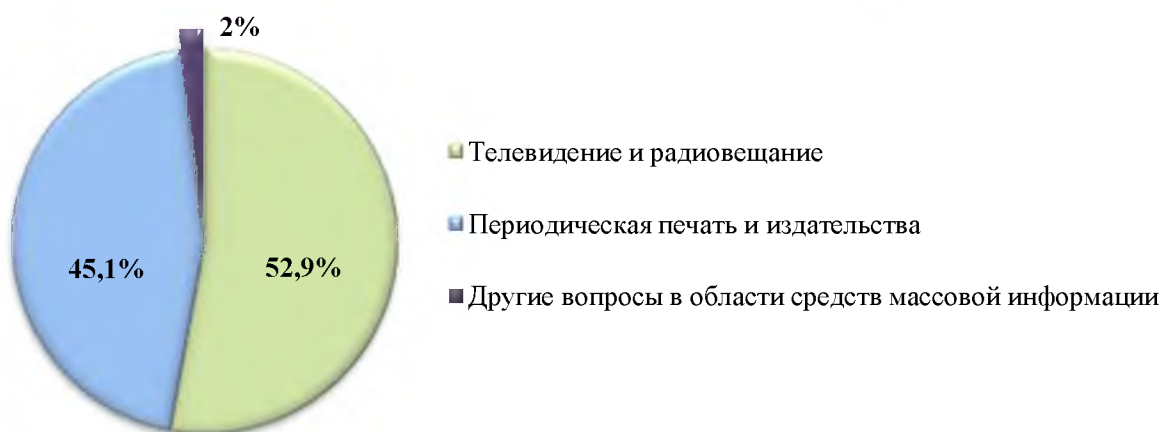 2%
Телевидение и радиовещание
Периодическая печать и издательства
45,1%
52,9%
Другие вопросы в области средств массовой информации